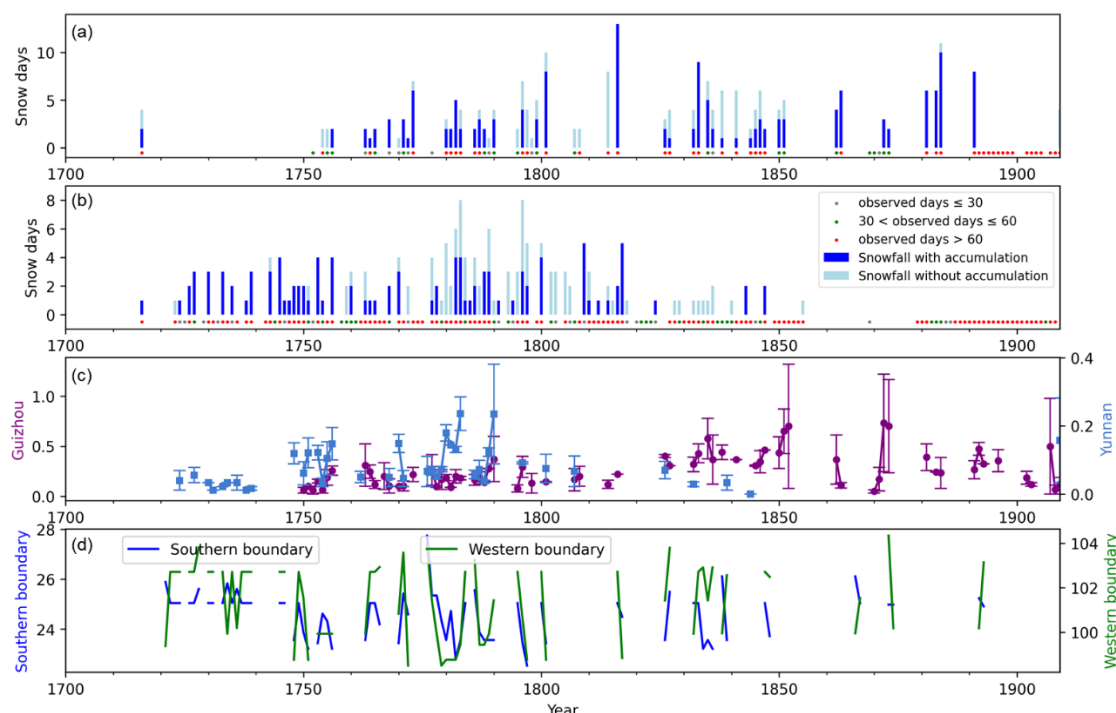 (a)
Snow days
10
5
0
1700 1750 1800 1850 1900
(b)
Snow days
8
6
4
2
0
observed days ≤ 30
30 < observed days ≤ 60
observed days > 60
Snowfall with accumulation
Snowfall without accumulation
1700 1750 1800 1850 1900
(c)
Guizhou
1.0
0.5
0.0
0.4
0.2
0.0
Yunnan
1700 1750 1800 1850 1900
(d)
Southern boundary
28
26
24
Southern boundary
Western boundary
104
102
100
Western boundary
1700 1750 1800 1850 1900
Year